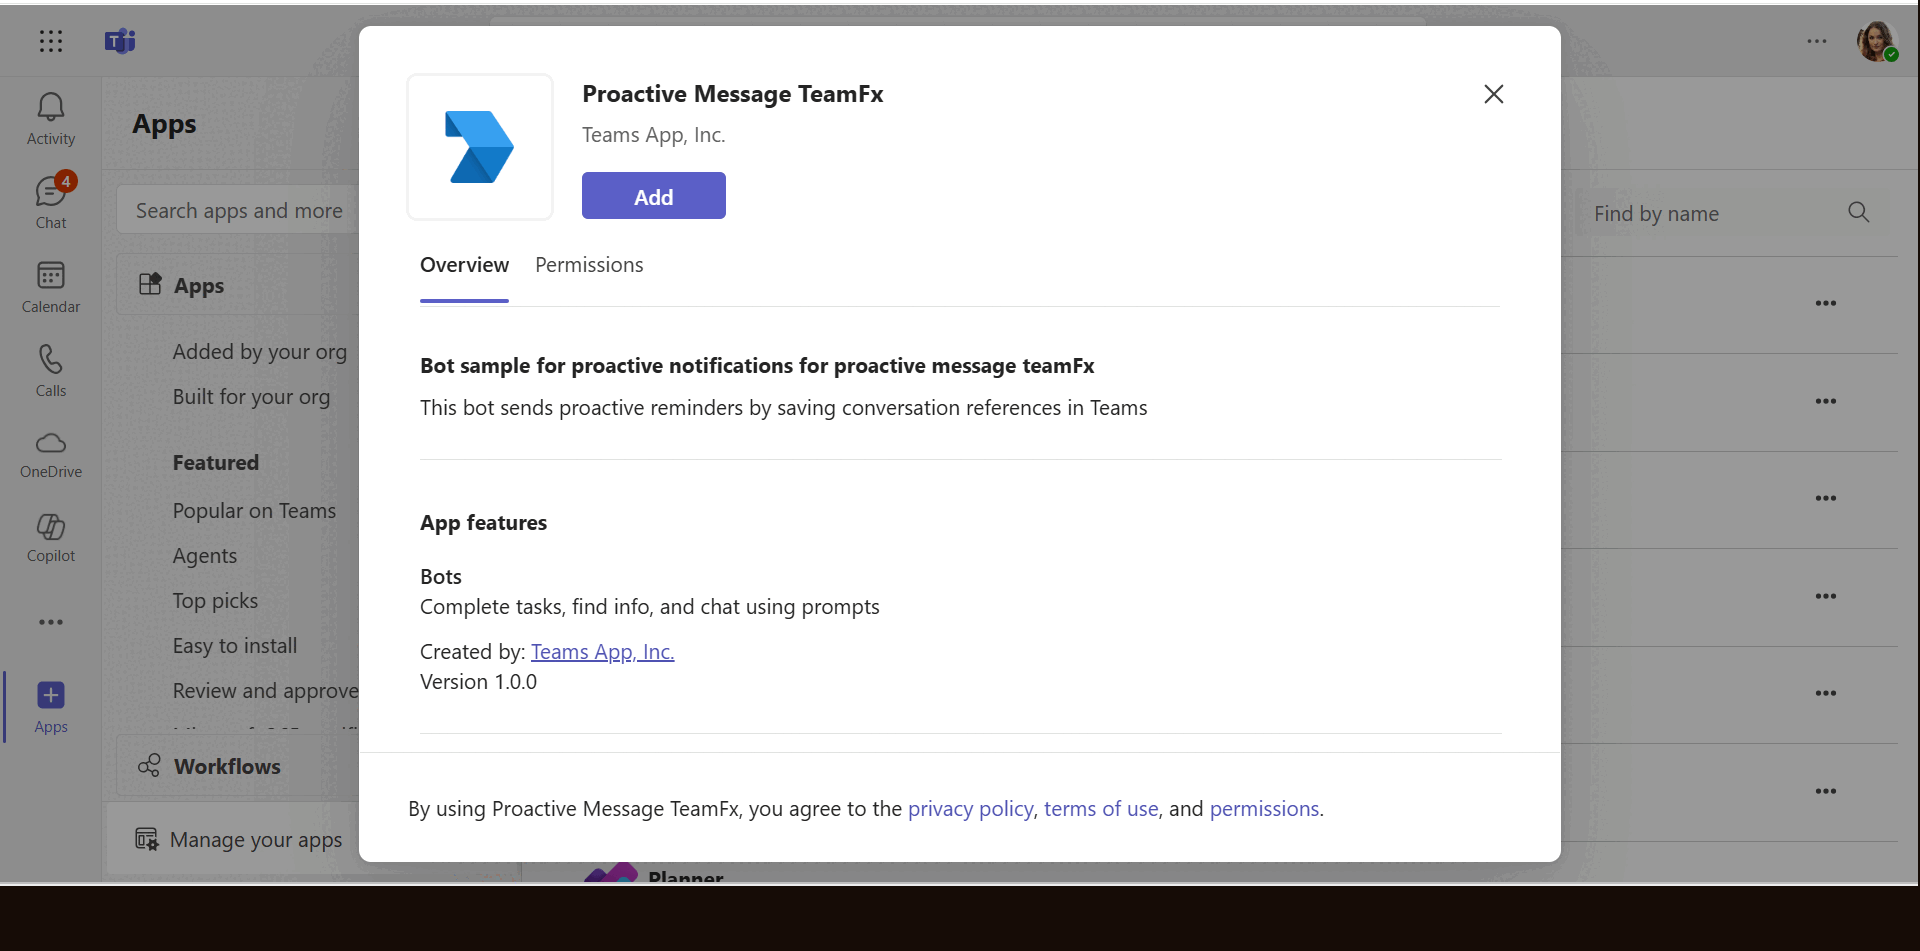 Activity
4
Chat
Calendar
Calls
OneDrive
Copilot
Apps
Apps
Search apps and more
Apps
Added by your org
Built for your org
Featured
Popular on Teams
Agents
Top picks
Easy to install
Review and approve
Workflows
Manage your apps
Proactive Message TeamFx
Teams App, Inc.
Add
Overview Permissions
Bot sample for proactive notifications for proactive message teamFx
This bot sends proactive reminders by saving conversation references in Teams
App features
Bots
Complete tasks, find info, and chat using prompts
Created by: Teams App, Inc.
Version 1.0.0
By using Proactive Message TeamFx, you agree to the privacy policy, terms of use, and permissions.
Find by name
Planner